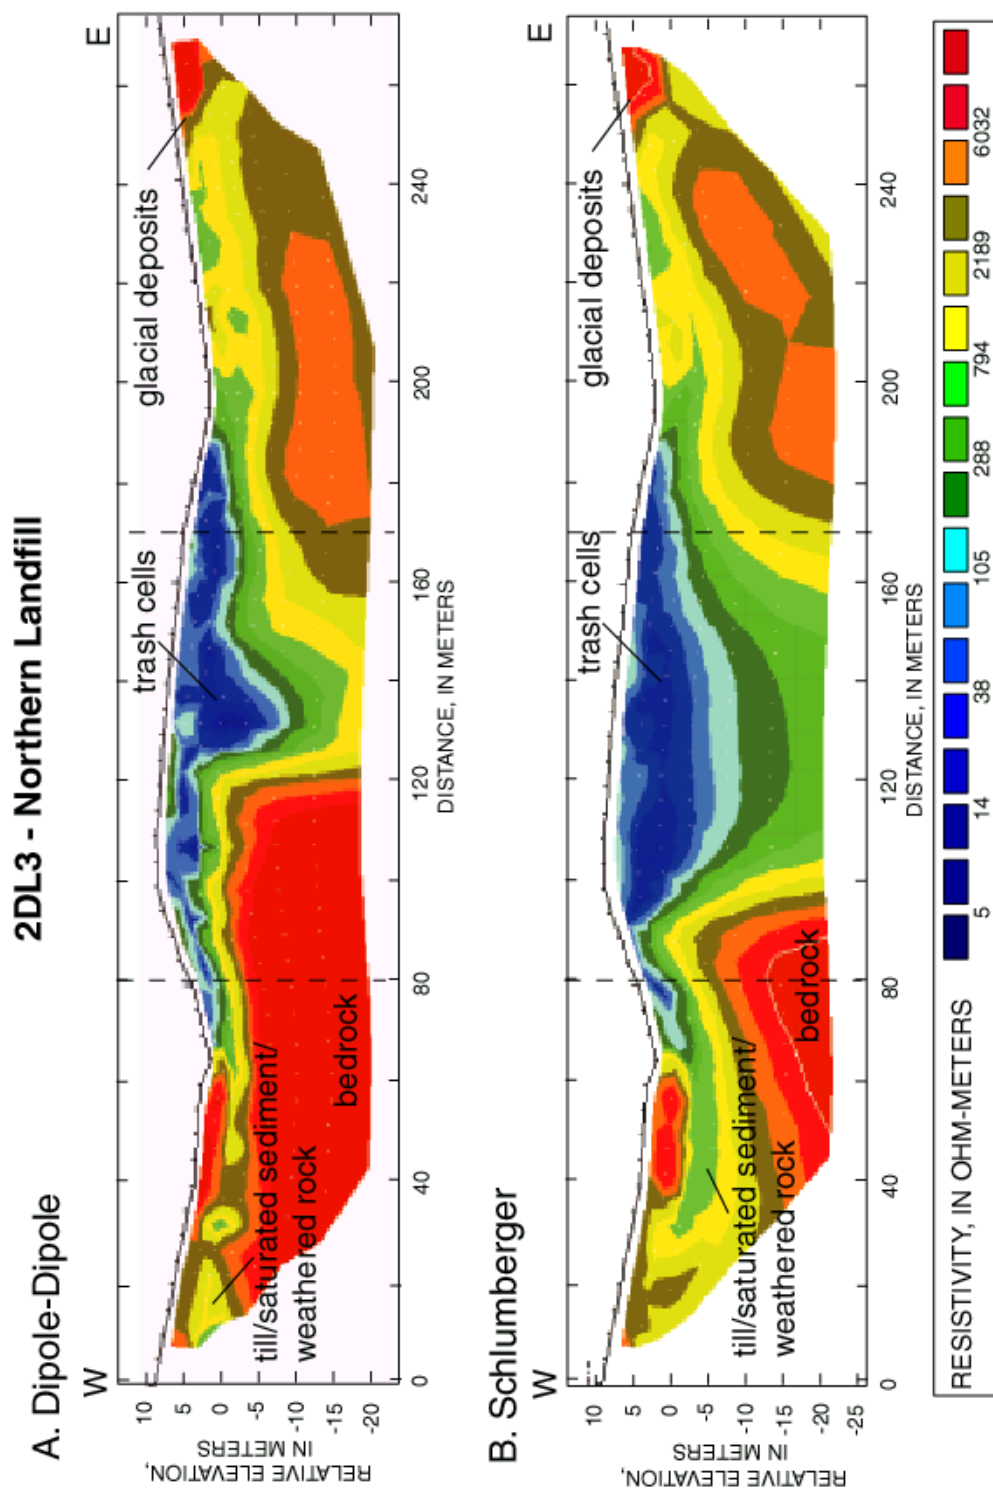 2DL3 - Northern Landfill
A. Dipole-Dipole
W
E
glacial deposits
trash cells
bedrock
till/saturated sediment/
weathered rock
RELATIVE ELEVATION,
IN METERS
10
5
0
-5
-10
-15
-20
0
40
80
120
160
200
240
DISTANCE, IN METERS
B. Schlumberger
W
E
glacial deposits
trash cells
bedrock
till/saturated sediment/
weathered rock
RELATIVE ELEVATION,
IN METERS
10
5
0
-5
-10
-15
-20
-25
0
40
80
120
160
200
240
DISTANCE, IN METERS
RESISTIVITY, IN OHM-METERS
5
14
38
105
288
794
2189
6032